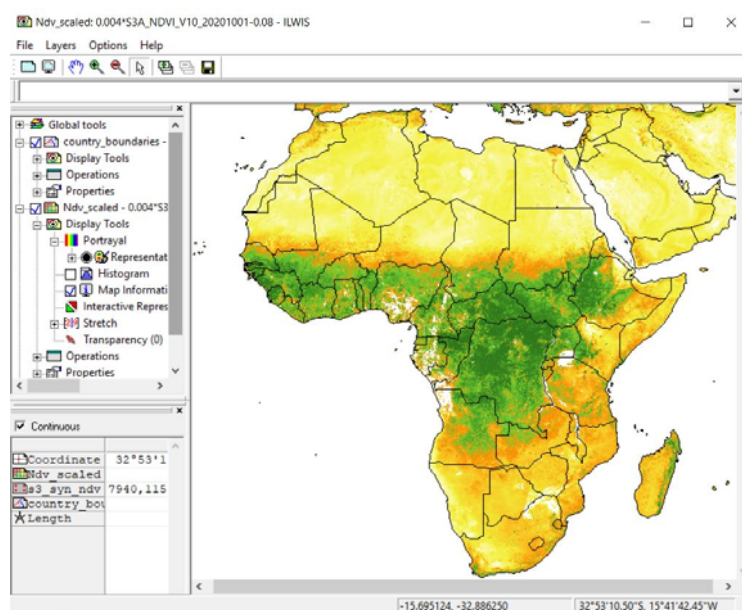 Ndv_scaled: 0.004*S3A_NDVI_V10_20201001-0.08 - ILWIS
File Layers Options Help
Global tools
country_boundaries -
Display Tools
Operations
Properties
Ndv_scaled - 0.004*S3
Display Tools
Portrayal
Representat
Histogram
Map Informati
Interactive Repres
Stretch
Transparency (0)
Operations
Properties
Continuous
Coordinate 32°53'1
Ndv_scaled
s3_syn_ndv 7940,115
country_bou
Length
-15.695124, -32.886250 32°53'10.50"S, 15°41'42.45"W